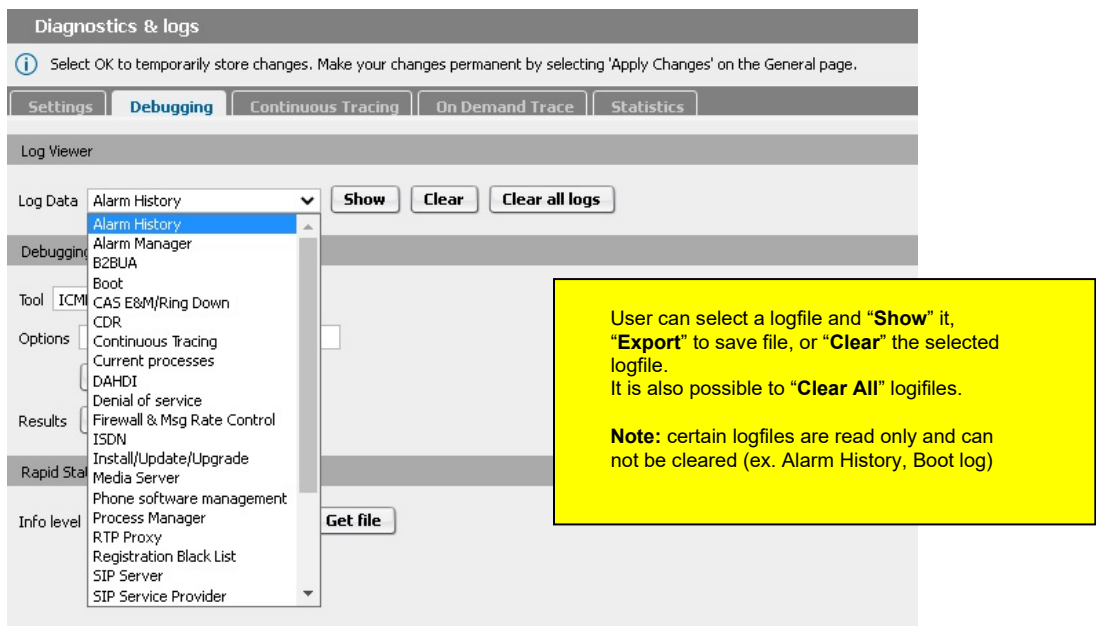 Diagnostics & logs
Select OK to temporarily store changes. Make your changes permanent by selecting 'Apply Changes' on the General page.
Settings Debugging Continuous Tracing On Demand Trace Statistics
Log Viewer
Log Data Alarm History Show Clear Clear all logs
Alarm History
Alarm Manager
B2BUA
Boot
CAS E&M/Ring Down
CDR
Continuous Tracing
Current processes
DAHDI
Denial of service
Firewall & Msg Rate Control
ISDN
Install/Update/Upgrade
Media Server
Phone software management
Process Manager
RTP Proxy
Registration Black List
SIP Server
SIP Service Provider
Debugging
Tool
Options
Results
Rapid
Info level Get file
User can select a logfile and “Show” it,
“Export” to save file, or “Clear” the selected
logfile.
It is also possible to “Clear All” logifiles.
Note: certain logfiles are read only and can
not be cleared (ex. Alarm History, Boot log)